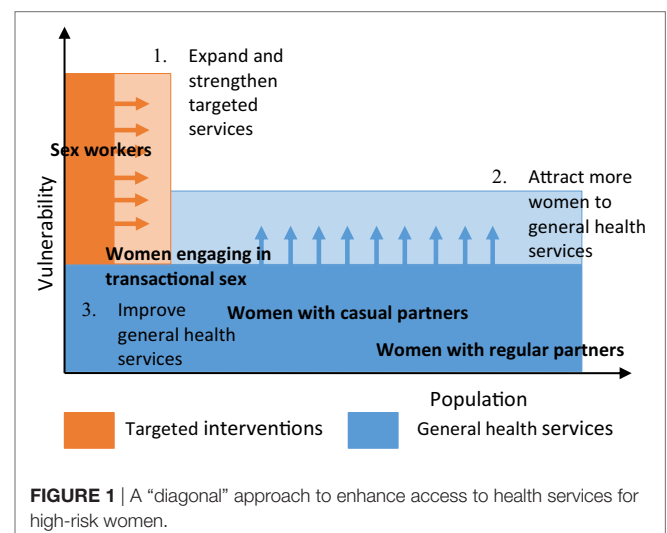 1. Expand and
strengthen
targeted
services
Sex workers
2. Attract more
women to
general health
services
Vulnerability
Women engaging in
transactional sex
3. Improve
general health
services
Women with casual partners
Women with regular partners
Population
Targeted interventions
General health services
FIGURE 1 | A “diagonal” approach to enhance access to health services for
high-risk women.